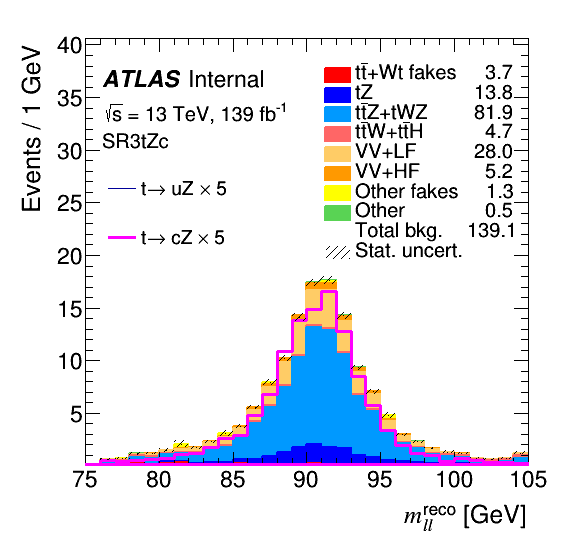 ATLAS Internal
√s = 13 TeV, 139 fb⁻¹
SR3tZc
t→ uZ × 5
t→ cZ × 5
tt̄+Wt fakes 3.7
tZ 13.8
tt̄Z+tWZ 81.9
tt̄W+tt̄H 4.7
VV+LF 28.0
VV+HF 5.2
Other fakes 1.3
Other 0.5
Total bkg. 139.1
Stat. uncert.
Events / 1 GeV
40
35
30
25
20
15
10
5
75 80 85 90 95 100 105
m_ll^reco [GeV]